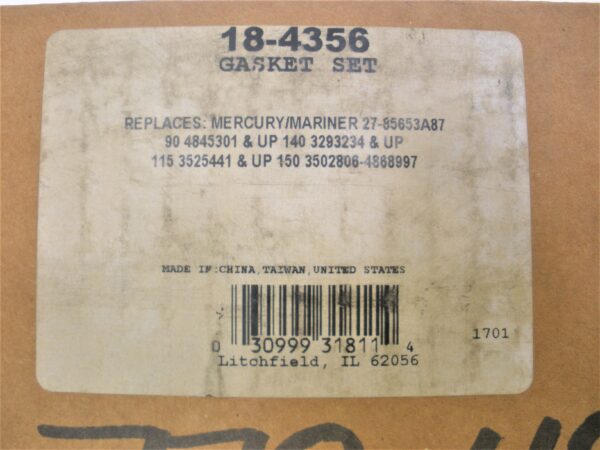 18-4356
GASKET SET
REPLACES: MERCURY/MARINER 27-85653A87
90 4845301 & UP 140 3293234 & UP
115 3525441 & UP 150 3502806-4868997
MADE IN:CHINA,TAIWAN,UNITED STATES
0 30999 31811 4
1701
Litchfield, IL 62056